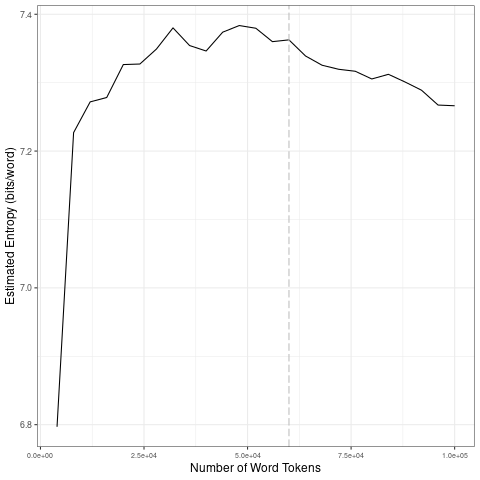 7.4
7.2
7.0
6.8
Estimated Entropy (bits/word)
0.0e+00 2.5e+04 5.0e+04 7.5e+04 1.0e+05
Number of Word Tokens